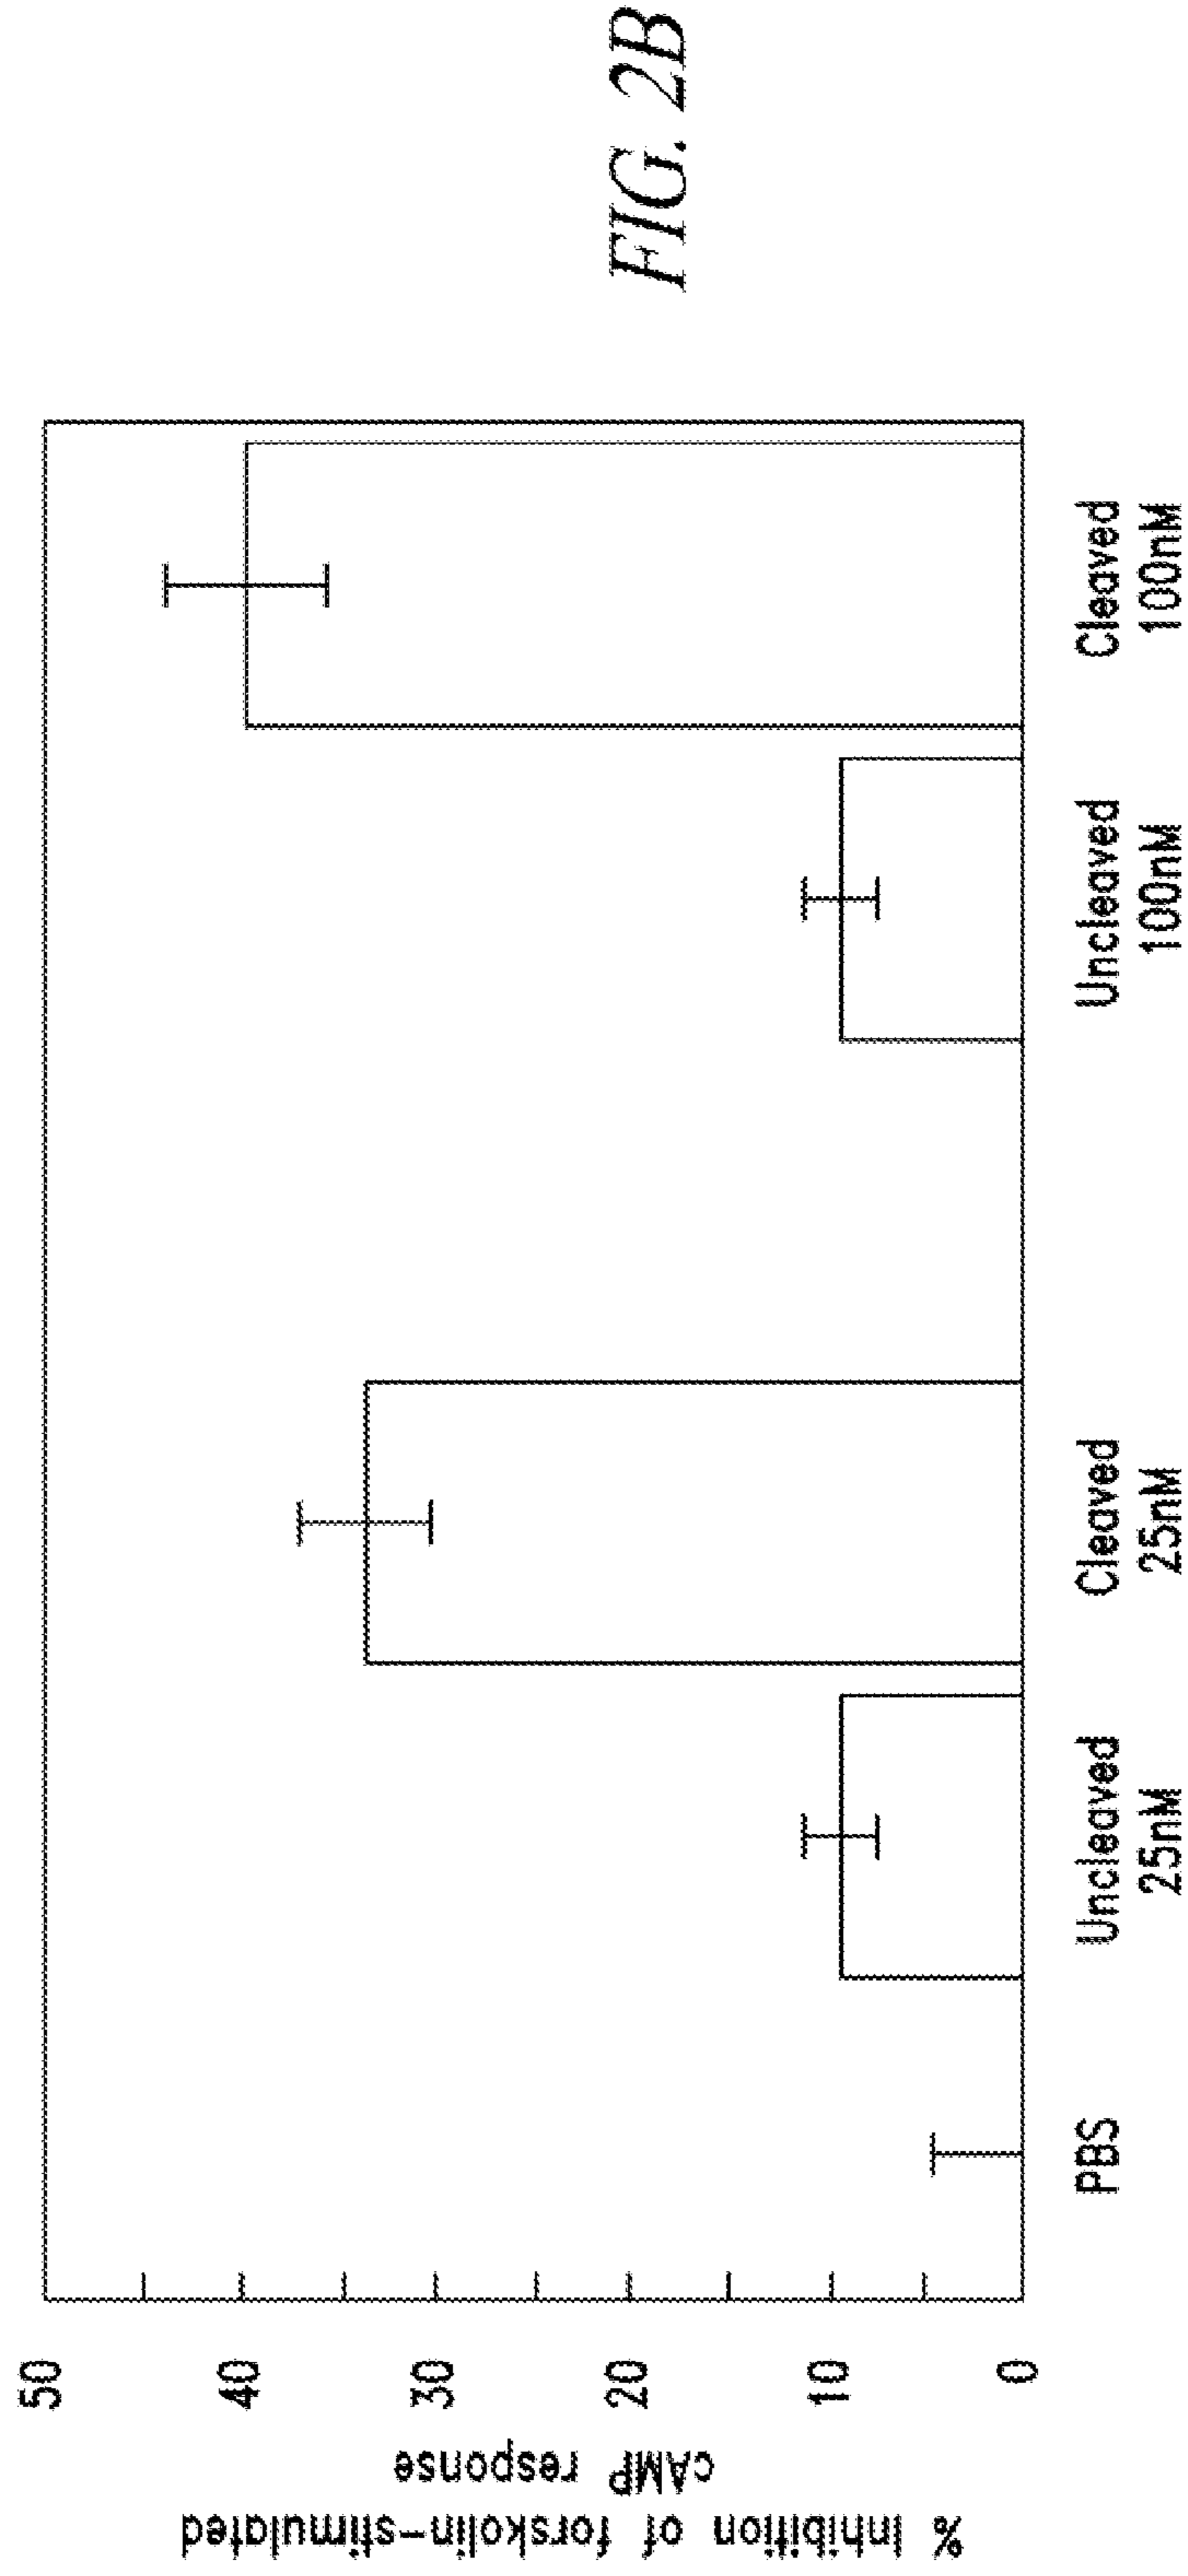 % Inhibition of forskolin-stimulated
cAMP response
50
40
30
20
10
0
PBS
Uncleaved
25nM
Cleaved
25nM
Uncleaved
100nM
Cleaved
100nM
FIG. 2B